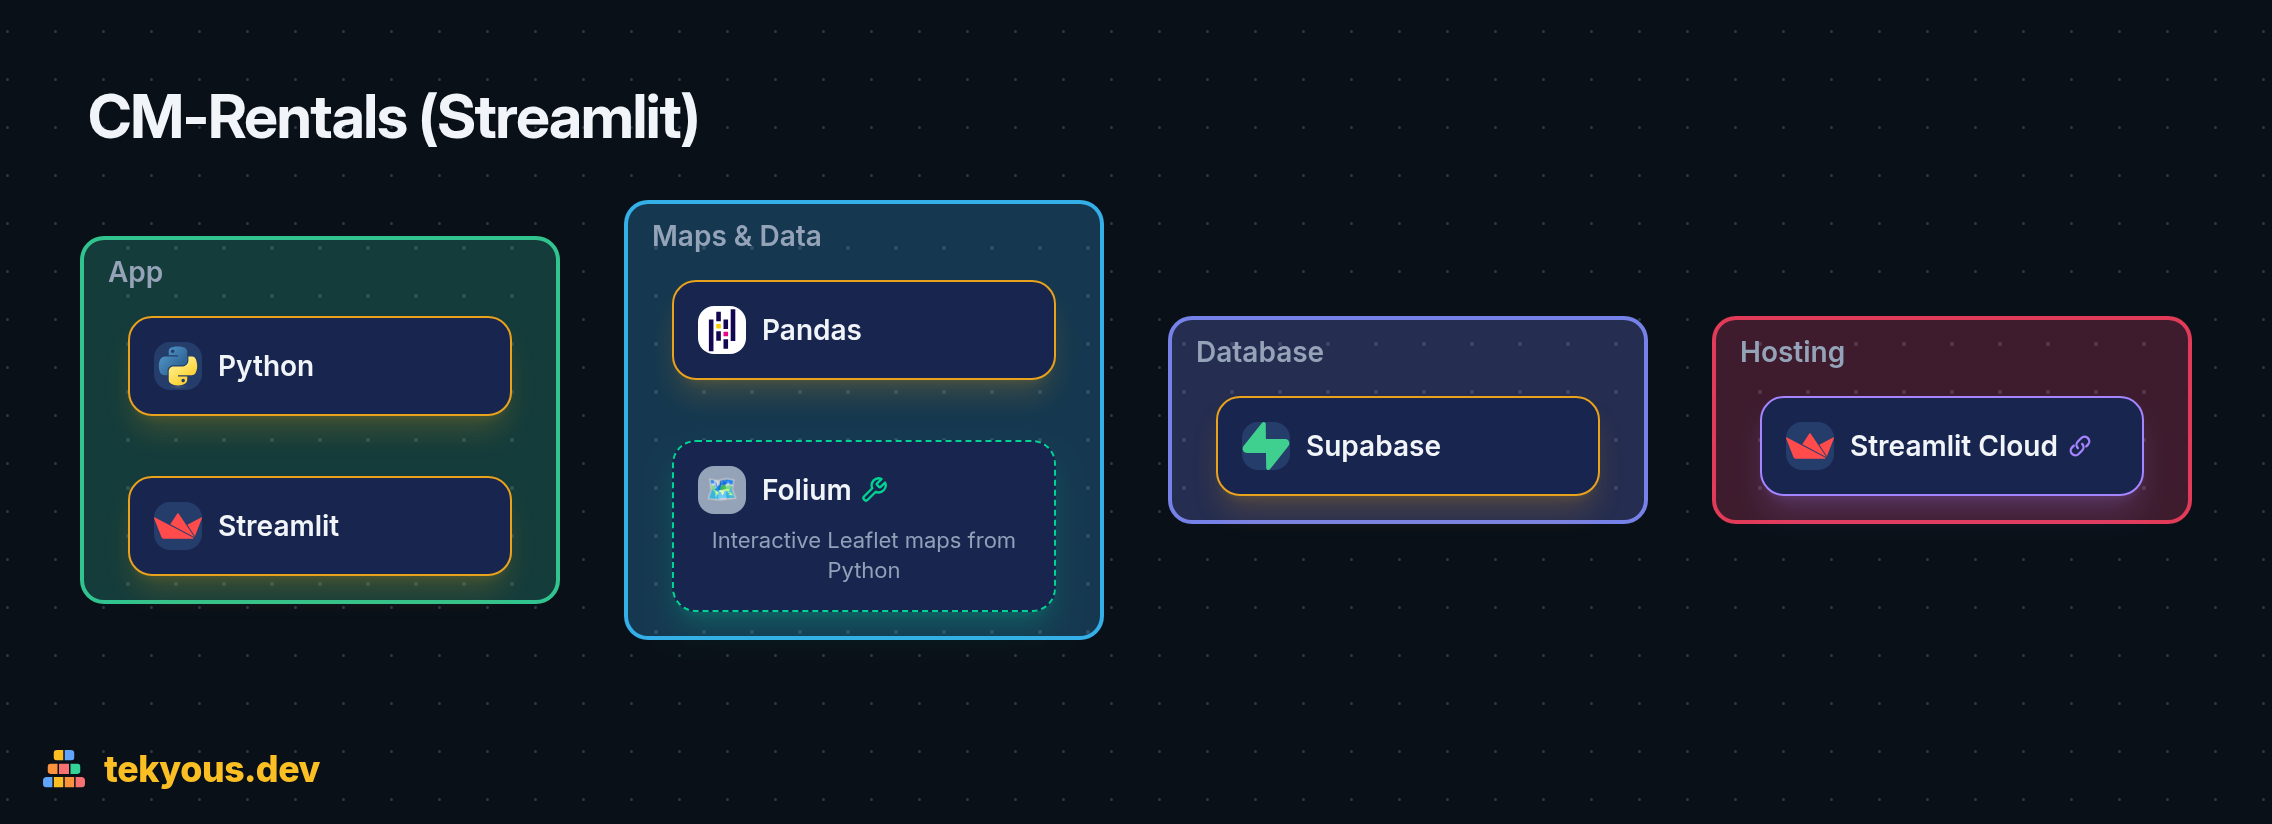 CM-Rentals (Streamlit)
App
Python
Streamlit
Maps & Data
Pandas
Folium
Interactive Leaflet maps from
Python
Database
Supabase
Hosting
Streamlit Cloud
tekyous.dev